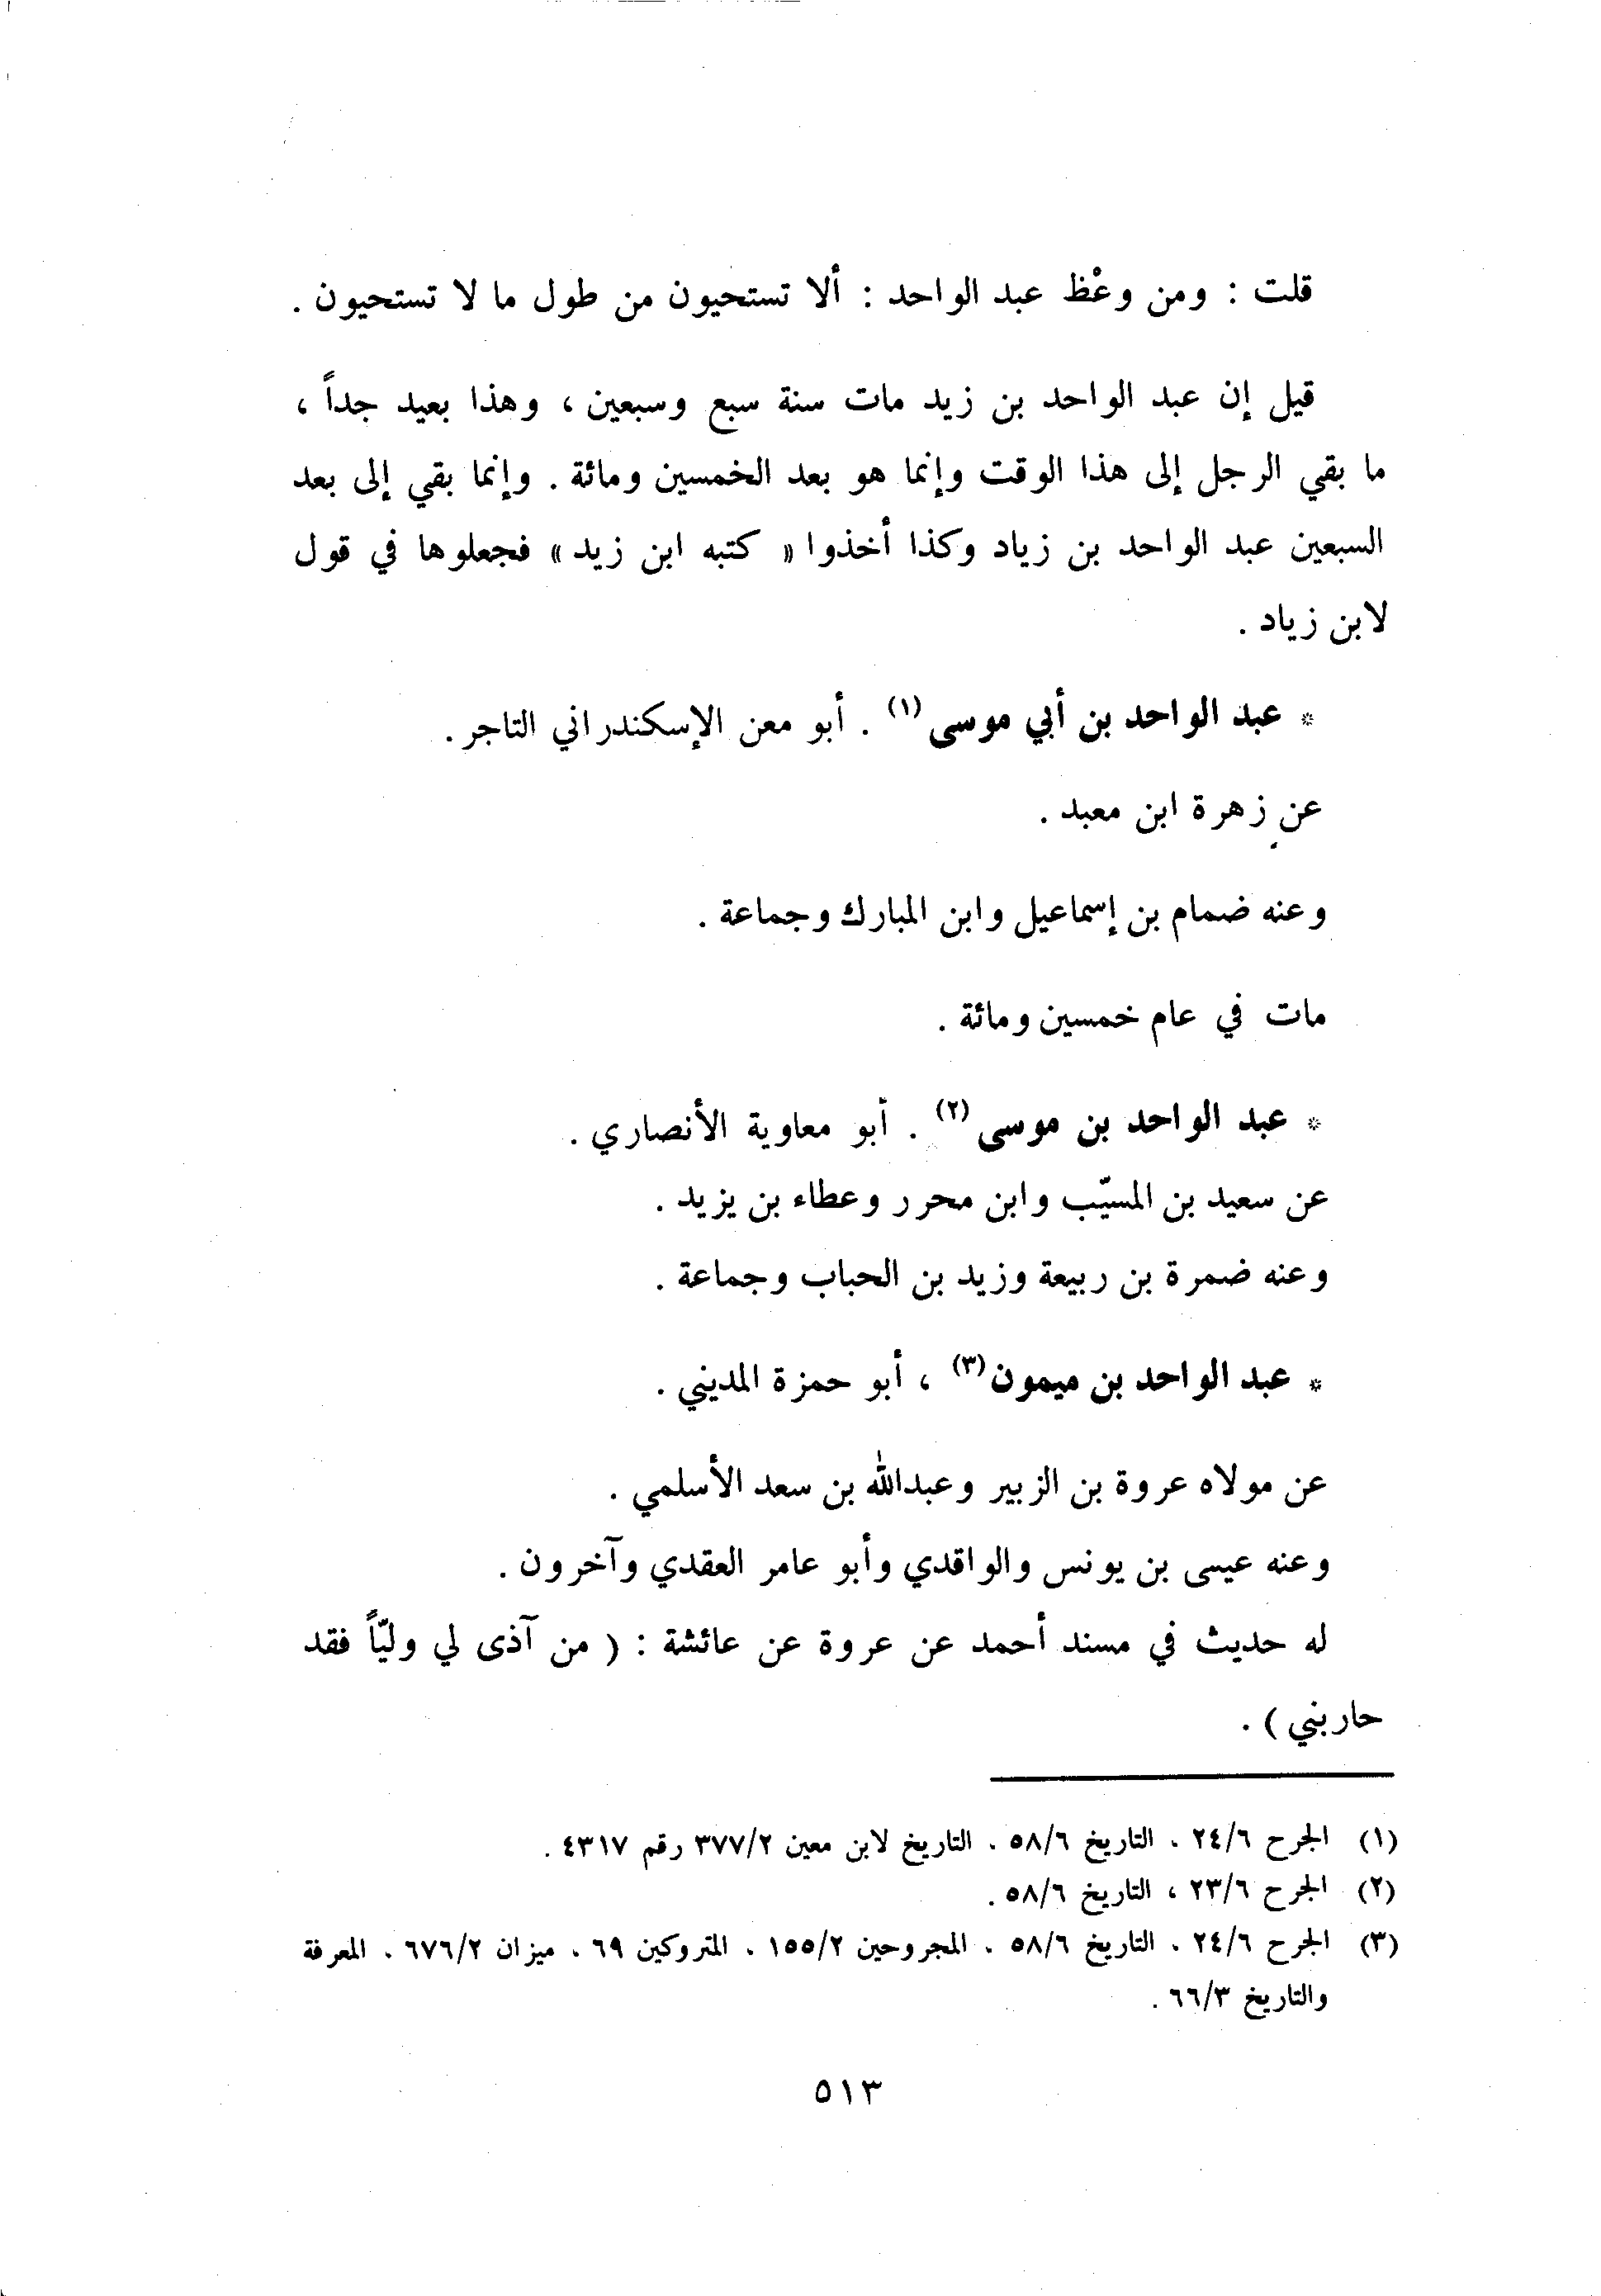 قلت : ومن وعْظ عبد الواحد : ألا تستحيون من طول ما لا تستحيون .
قيل إن عبد الواحد بن زيد مات سنة سبع وسبعين ، وهذا بعيد جداً ،
ما بقي الرجل إلى هذا الوقت وإنما هو بعد الخمسين ومائة . وإنما بقي إلى بعد
السبعين عبد الواحد بن زياد وكذا أخذوا « كتبه ابن زيد » فجعلوها في قول
لابن زياد .
* عبد الواحد بن أبي موسى (١) . أبو معن الإسكندراني التاجر .
عن زهرة ابن معبد .
وعنه ضمام بن إسماعيل وابن المبارك وجماعة .
مات في عام خمسين ومائة .
* عبد الواحد بن موسى (٢) . أبو معاوية الأنصاري .
عن سعيد بن المسيّب وابن محرر وعطاء بن يزيد .
وعنه ضمرة بن ربيعة وزيد بن الحباب وجماعة .
* عبد الواحد بن ميمون (٣) ، أبو حمزة المديني .
عن مولاه عروة بن الزبير وعبدالله بن سعد الأسلمي .
وعنه عيسى بن يونس والواقدي وأبو عامر العقدي وآخرون .
له حديث في مسند أحمد عن عروة عن عائشة : ( من آذى لي وليّاً فقد
حاربني ) .
(١) الجرح ٢٤/٦ . التاريخ ٥٨/٦ . التاريخ لابن معين ٣٧٧/٢ رقم ٤٣١٧ .
(٢) الجرح ٢٣/٦ ، التاريخ ٥٨/٦ .
(٣) الجرح ٢٤/٦ . التاريخ ٥٨/٦ . المجروحين ١٥٥/٢ . المتروكين ٦٩ . ميزان ٦٧٦/٢ . المعرفة
والتاريخ ٦٦/٣ .
٥١٣